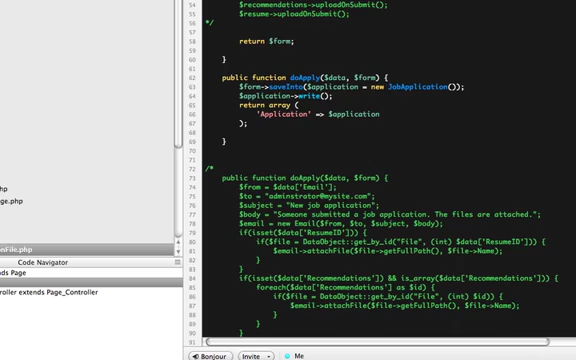 54 $recommendations->uploadOnSubmit();
55 $resume->uploadOnSubmit();
56 */
57
58 return $form;
59
60 }
61
62 public function doApply($data, $form) {
63 $form->saveInto($application = new JobApplication());
64 $application->write();
65 return array (
66 'Application' => $application
67 );
68
69 }
70
71
72 /*
73 public function doApply($data, $form) {
74 $from = $data['Email'];
75 $to = "adminstrator@mysite.com";
76 $subject = "New job application";
77 $body = "Someone submitted a job application. The files are attached.";
78 $email = new Email($from, $to, $subject, $body);
79 if(isset($data['ResumeID'])) {
80 if($file = DataObject::get_by_id("File", (int) $data['ResumeID'])) {
81 $email->attachFile($file->getFullPath(), $file->Name);
82 }
83 }
84 if(isset($data['Recommendations']) && is_array($data['Recommendations'])) {
85 foreach($data['Recommendations'] as $id) {
86 if($file = DataObject::get_by_id("File", (int) $id)) {
87 $email->attachFile($file->getFullPath(), $file->Name);
88 }
89 }
90 }
91
hp
ge.php
onFile.php
Code Navigator
nds Page
roller extends Page_Controller
Bonjour Invite Me